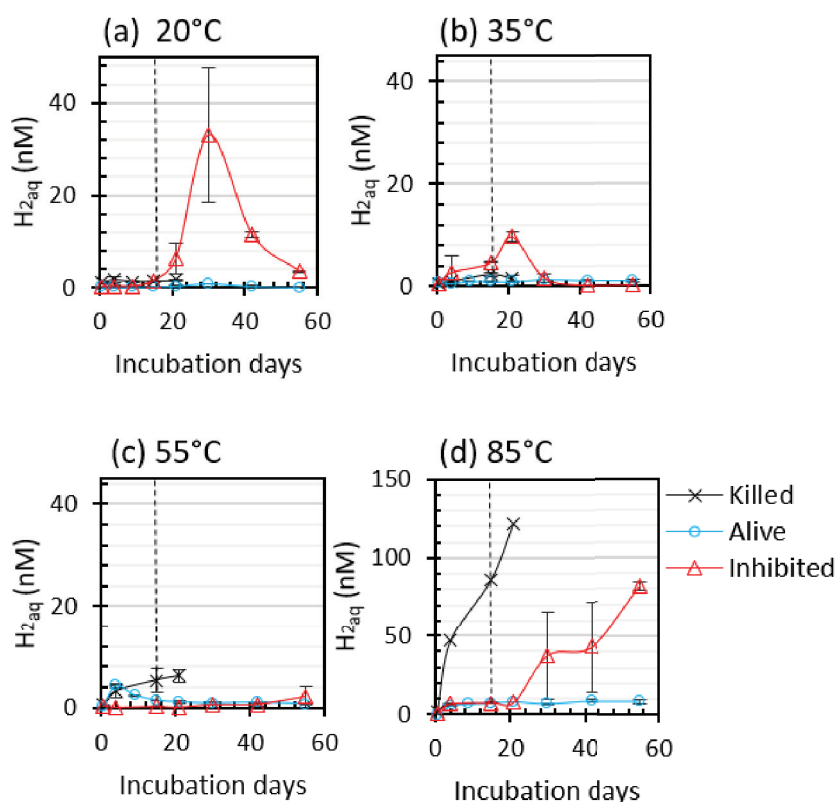 (a) 20°C
(b) 35°C
H2aq (nM)
40
20
0
0 20 40 60
Incubation days
H2aq (nM)
40
20
0
0 20 40 60
Incubation days
(c) 55°C
(d) 85°C
H2aq (nM)
40
20
0
0 20 40 60
Incubation days
H2aq (nM)
150
100
50
0
0 20 40 60
Incubation days
Killed
Alive
Inhibited